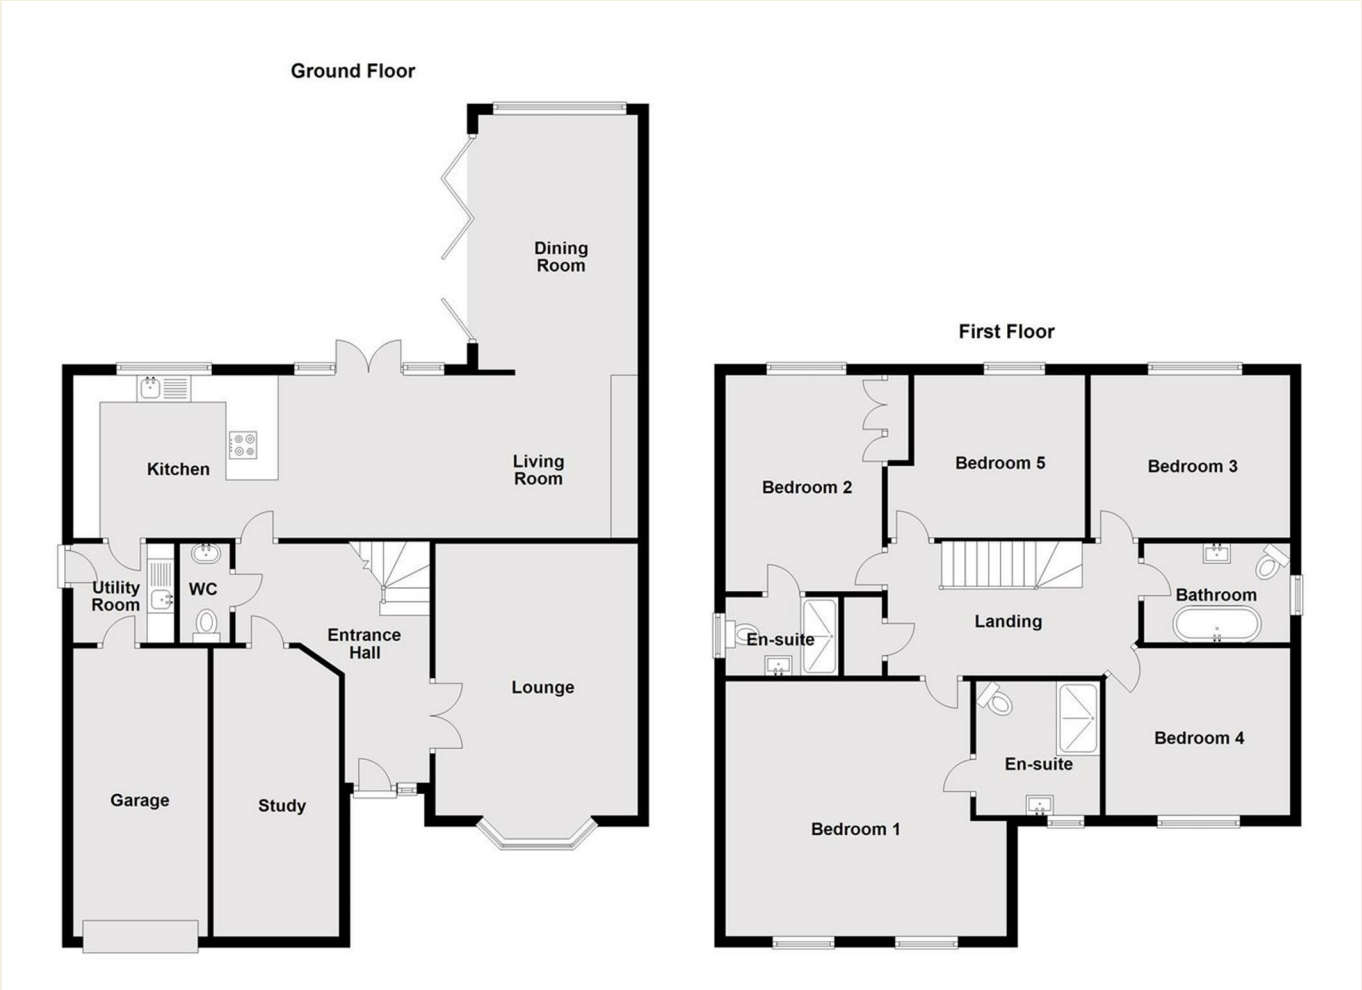 Ground Floor
Dining
Room
Kitchen
Living
Room
Utility
Room
WC
Entrance
Hall
Lounge
Garage
Study
First Floor
Bedroom 2
Bedroom 5
Bedroom 3
Bathroom
En-suite
Landing
Bedroom 4
En-suite
Bedroom 1